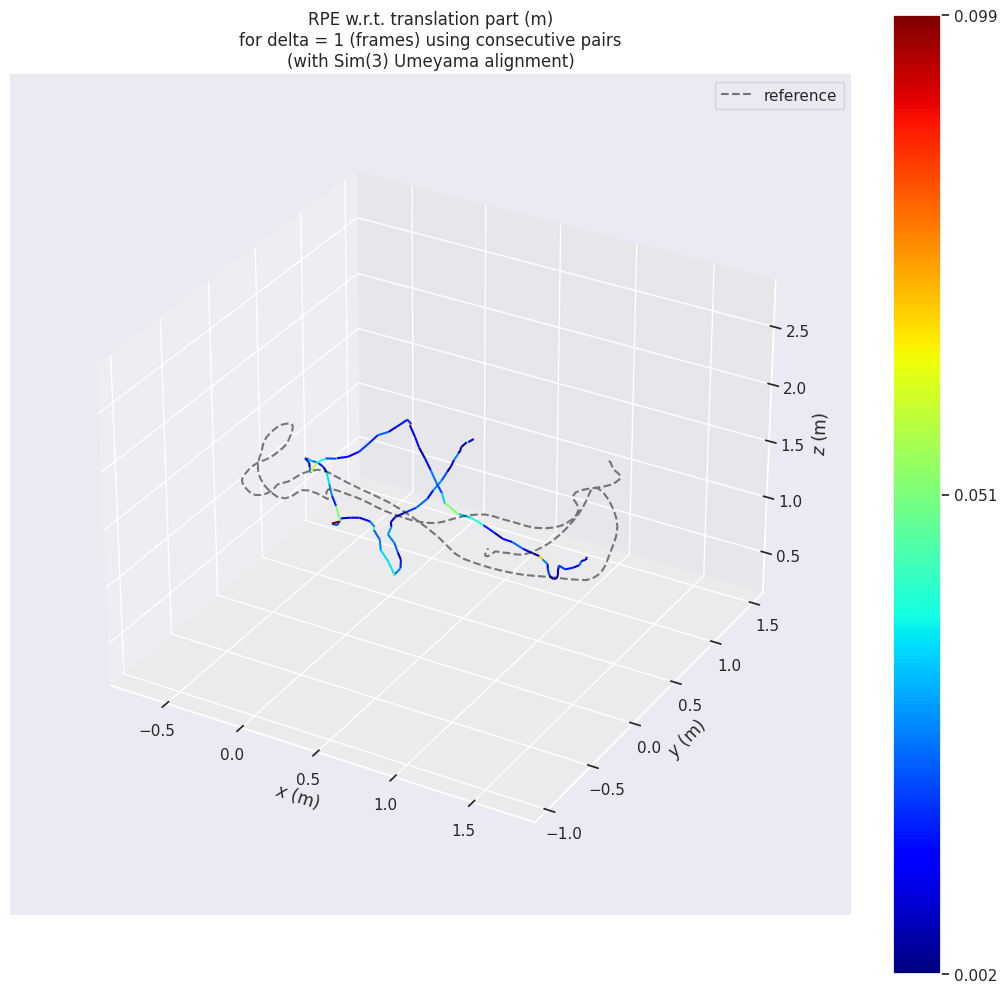 RPE w.r.t. translation part (m)
for delta = 1 (frames) using consecutive pairs
(with Sim(3) Umeyama alignment)
reference
0.099
0.051
0.002
2.5
2.0
1.5
1.0
0.5
z (m)
1.5
1.0
0.5
0.0
−0.5
−1.0
y (m)
−0.5
0.0
0.5
1.0
1.5
x (m)